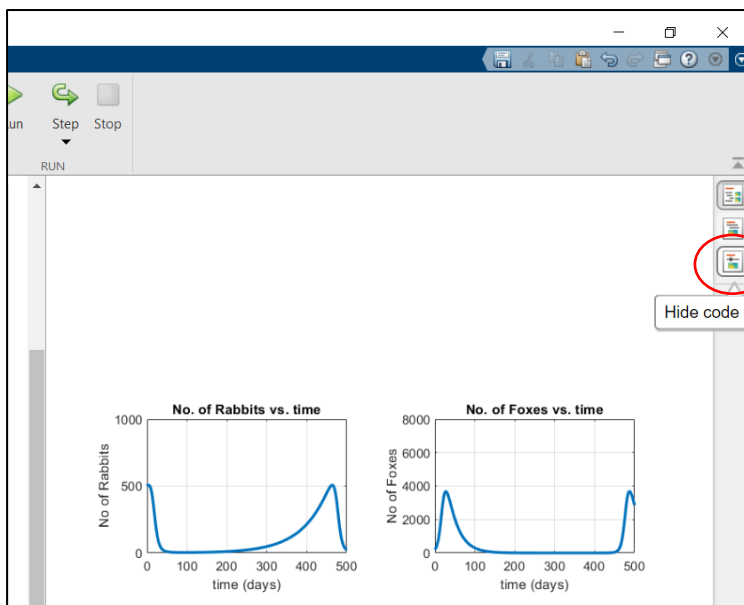 un
Step
Stop
RUN
Hide code
No. of Rabbits vs. time
1000
500
0
No of Rabbits
0 100 200 300 400 500
time (days)
No. of Foxes vs. time
8000
6000
4000
2000
0
No of Foxes
0 100 200 300 400 500
time (days)